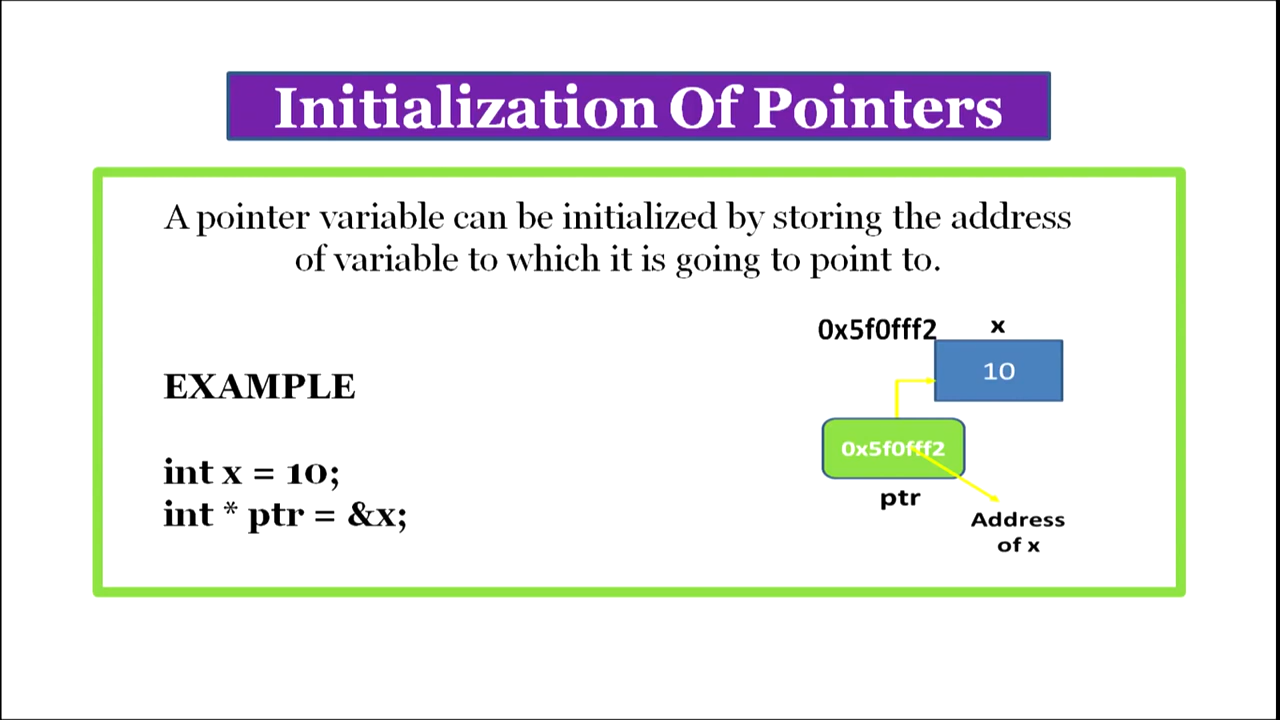 Initialization Of Pointers
A pointer variable can be initialized by storing the address
of variable to which it is going to point to.
EXAMPLE
int x = 10;
int * ptr = &x;
0x5f0fff2 x
10
0x5f0fff2
ptr
Address
of x